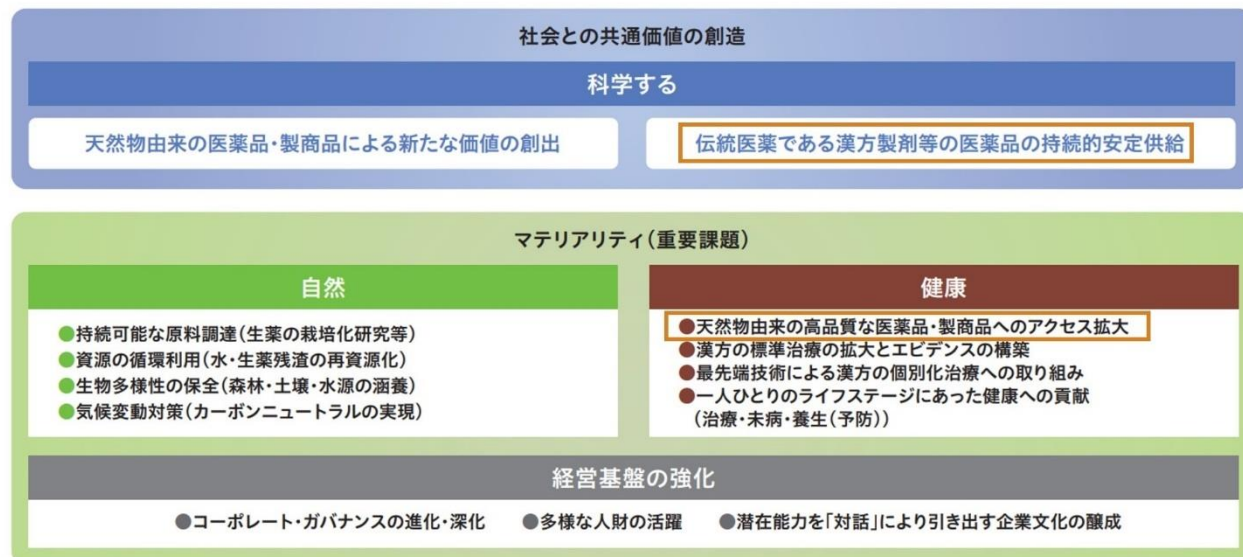 社会との共通価値の創造
科学する
天然物由来の医薬品・製商品による新たな価値の創出
伝統医薬である漢方製剤等の医薬品の持続的安定供給
マテリアリティ(重要課題)
自然
●持続可能な原料調達(生薬の栽培化研究等)
●資源の循環利用(水・生薬残渣の再資源化)
●生物多様性の保全(森林・土壌・水源の涵養)
●気候変動対策(カーボンニュートラルの実現)
健康
●天然物由来の高品質な医薬品・製商品へのアクセス拡大
●漢方の標準治療の拡大とエビデンスの構築
●最先端技術による漢方の個別化治療への取り組み
●一人ひとりのライフステージにあった健康への貢献
(治療・未病・養生(予防))
経営基盤の強化
●コーポレート・ガバナンスの進化・深化
●多様な人財の活躍
●潜在能力を「対話」により引き出す企業文化の醸成